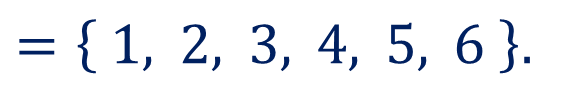 = { 1, 2, 3, 4, 5, 6 }.